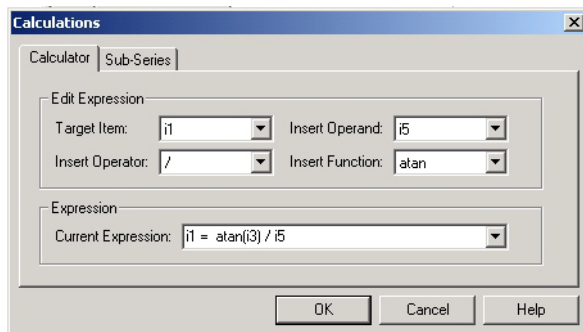 Calculations
Calculator Sub-Series
Edit Expression
Target Item: i1 Insert Operand: i5
Insert Operator: / Insert Function: atan
Expression
Current Expression: i1 = atan(i3) / i5
OK Cancel Help